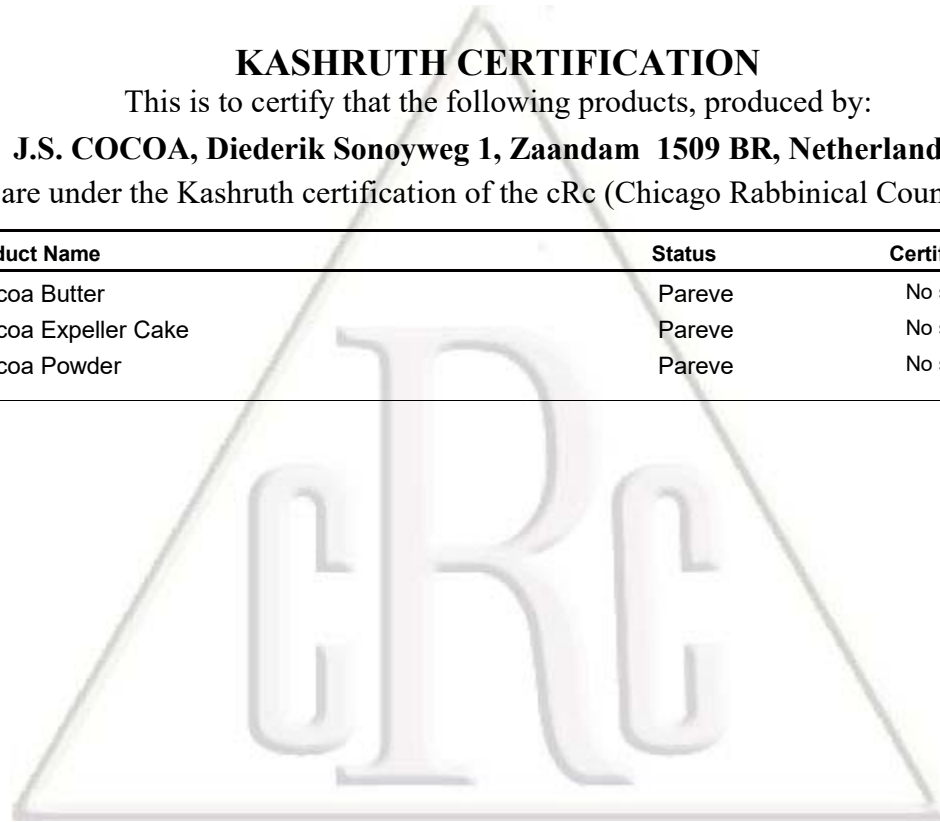 KASHRUTH CERTIFICATION
This is to certify that the following products, produced by:
J.S. COCOA, Diederik Sonoyweg 1, Zaandam 1509 BR, Netherland
are under the Kashruth certification of the cRc (Chicago Rabbinical Coun
duct Name Status Certif
coa Butter Pareve No s
coa Expeller Cake Pareve No s
coa Powder Pareve No s
cRc